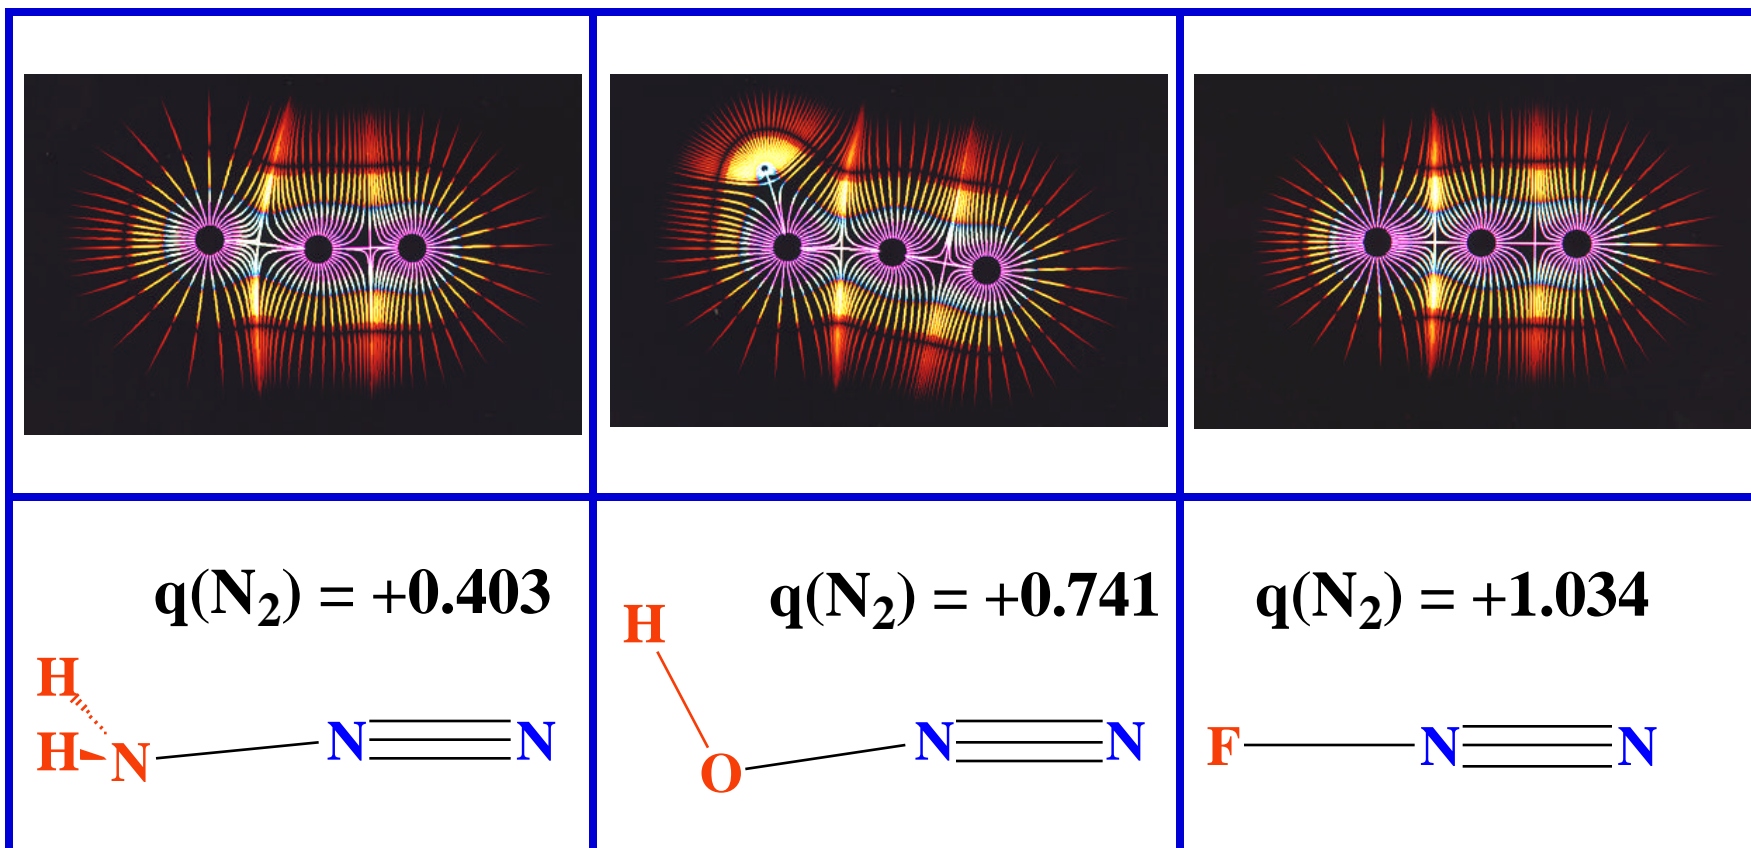 q(N₂) = +0.403
H
H N N N
q(N₂) = +0.741
H
O N N
q(N₂) = +1.034
F N N